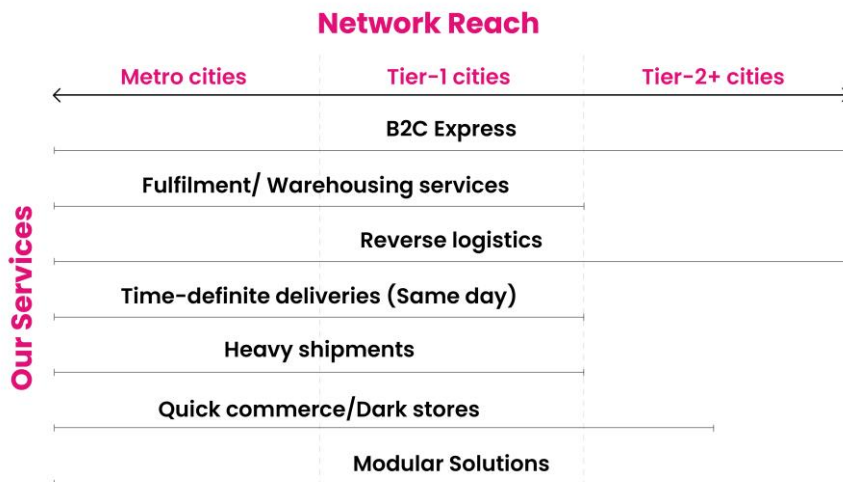 Network Reach
Metro cities
Tier-1 cities
Tier-2+ cities
Our Services
B2C Express
Fulfilment/ Warehousing services
Reverse logistics
Time-definite deliveries (Same day)
Heavy shipments
Quick commerce/Dark stores
Modular Solutions